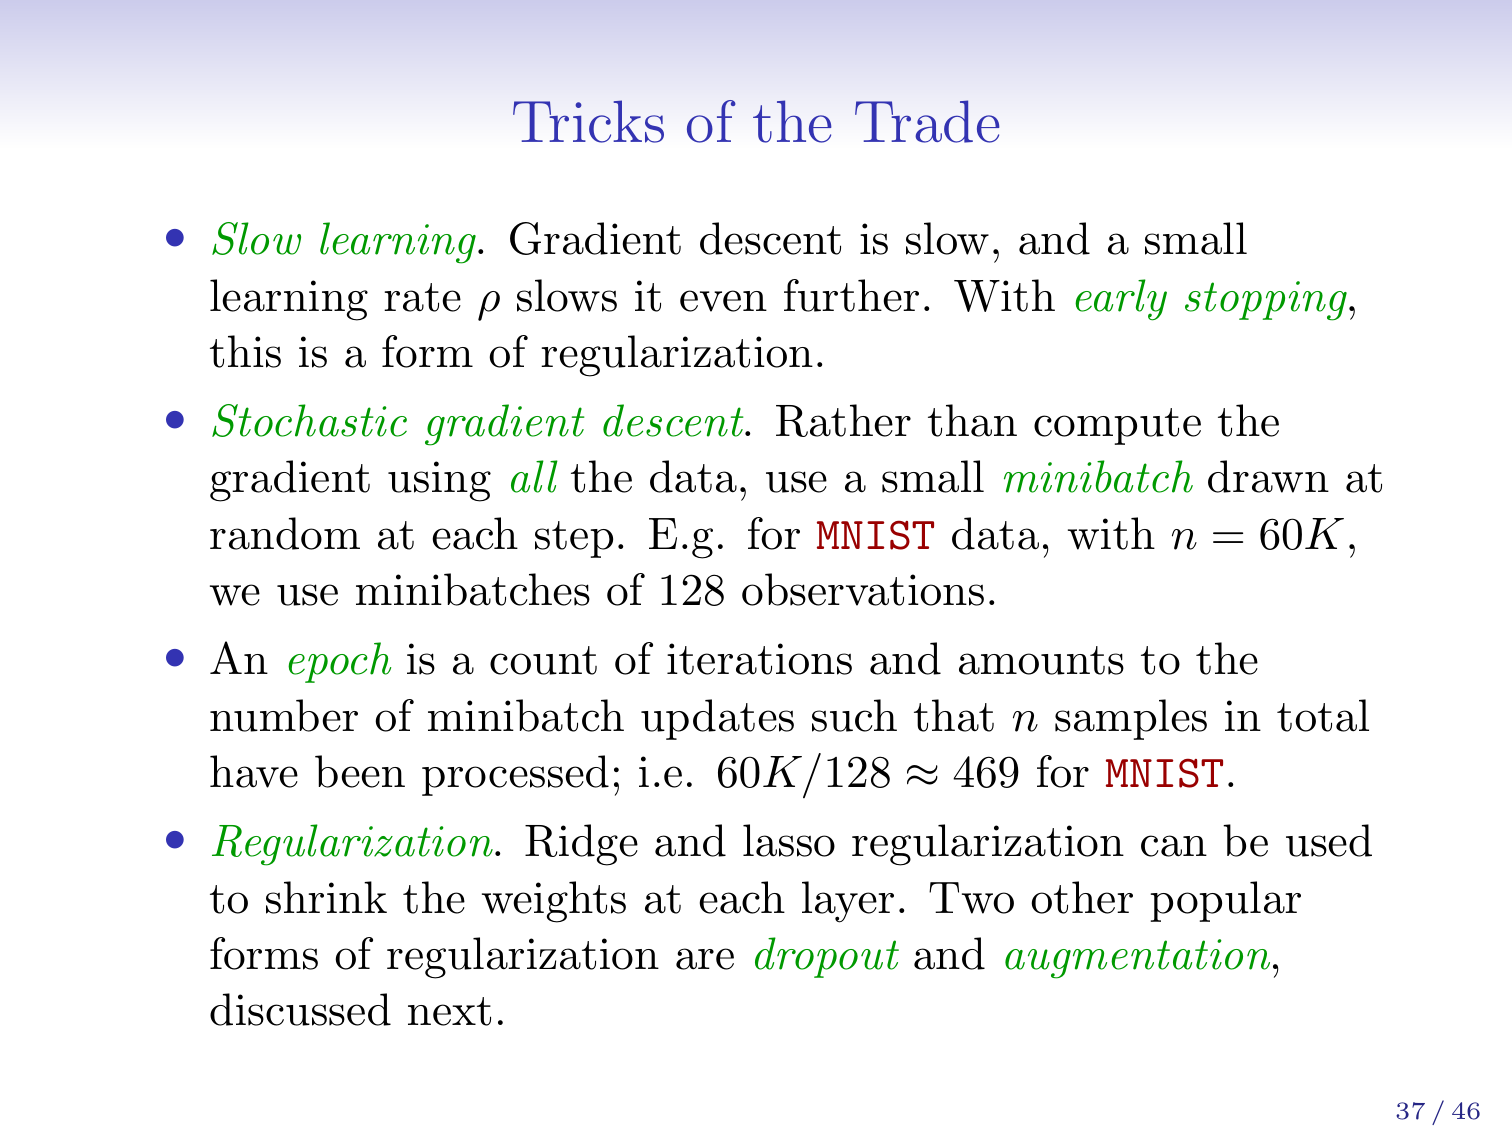 Tricks of the Trade
• Slow learning. Gradient descent is slow, and a small
learning rate ρ slows it even further. With early stopping,
this is a form of regularization.
• Stochastic gradient descent. Rather than compute the
gradient using all the data, use a small minibatch drawn at
random at each step. E.g. for MNIST data, with n = 60K,
we use minibatches of 128 observations.
• An epoch is a count of iterations and amounts to the
number of minibatch updates such that n samples in total
have been processed; i.e. 60K/128 ≈ 469 for MNIST.
• Regularization. Ridge and lasso regularization can be used
to shrink the weights at each layer. Two other popular
forms of regularization are dropout and augmentation,
discussed next.
37 / 46